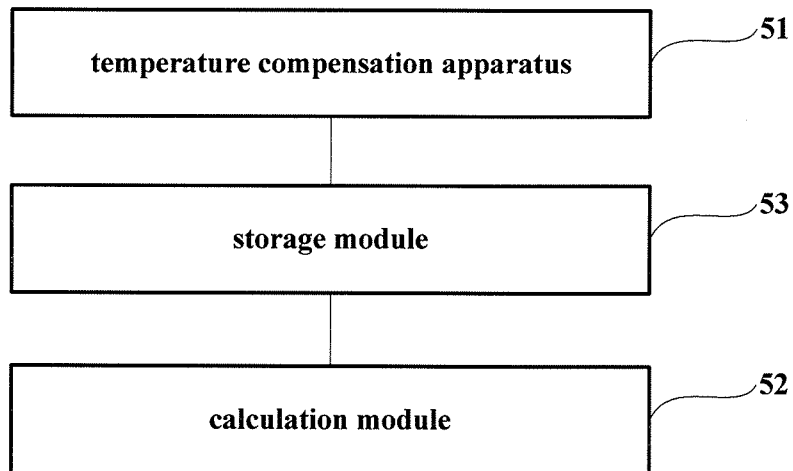 51
temperature compensation apparatus
53
storage module
52
calculation module